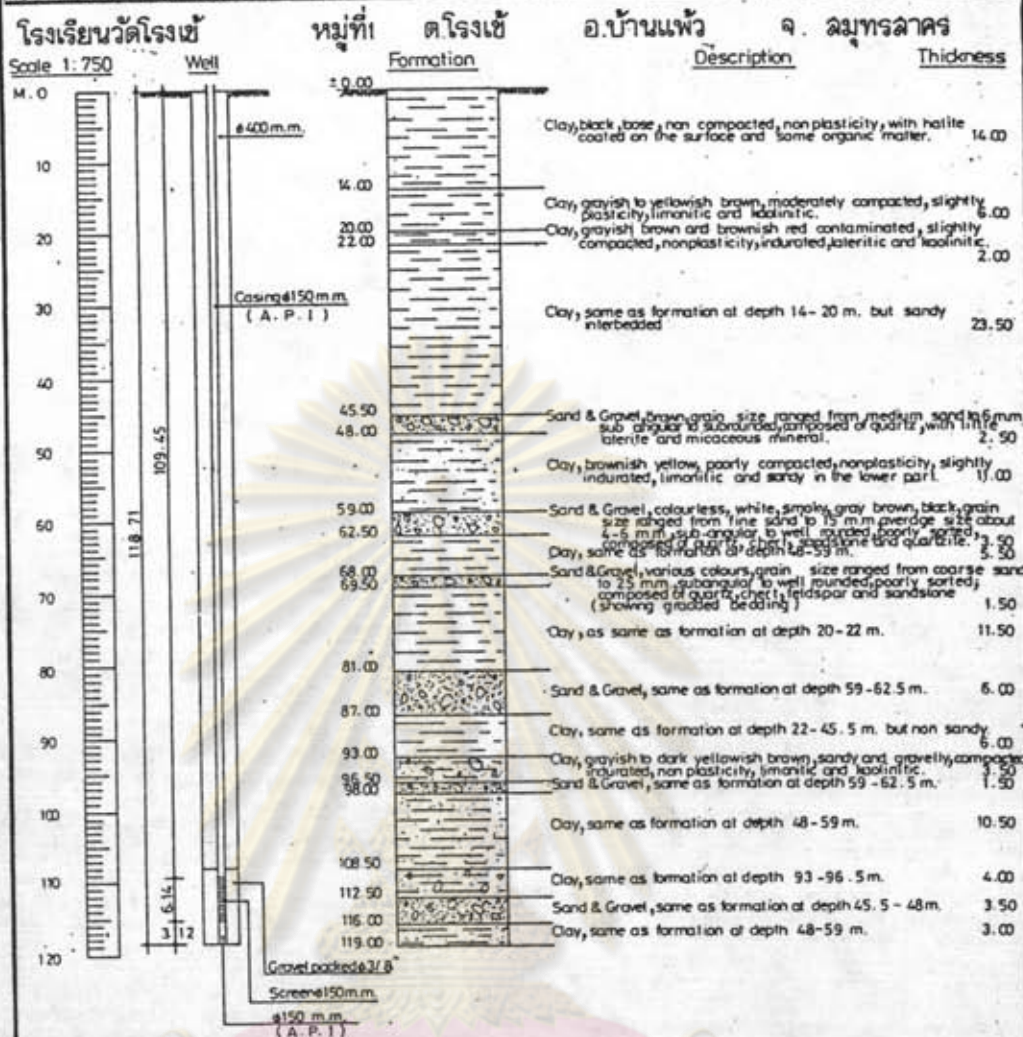 โรงเรียนวัดโรงเข้ หมู่ที่1 ต.โรงเข้ อ.บ้านแพ้ว จ. สมุทรสาคร
Scale 1:750 Well Formation Description Thickness
M. 0
± 0.00
ø400 m.m.
Clay, black, loose, non compacted, non plasticity, with halite
coated on the surface and some organic matter. 14.00
10
14.00
Clay, grayish to yellowish brown, moderately compacted, slightly
plasticity, limonitic and kaolinitic. 6.00
20
20.00
22.00
Clay, grayish brown and brownish red contaminated, slightly
compacted, nonplasticity, indurated, lateritic and kaolinitic.
2.00
30
Casing ø150 m.m.
(A. P. I)
Clay, same as formation at depth 14-20 m. but sandy
interbedded 23.50
40
45.50
48.00
Sand & Gravel, brown, grain size ranged from medium sand to 6 mm
sub angular to subrounded, composed of quartz, with little
laterite and micaceous mineral. 2.50
50
109.45
118.71
Clay, brownish yellow, poorly compacted, nonplasticity, slightly
indurated, limonitic and sandy in the lower part. 11.00
59.00
60
62.50
Sand & Gravel, colourless, white, smoky, gray brown, black, grain
size ranged from fine sand to 15 m.m. average size about
4-6 m.m., sub-angular to well rounded, poorly sorted,
composed of quartz, chert, sandstone and quartzite. 3.50
Clay, same as formation at depth 48-59 m. 5.50
68.00
69.50
70
Sand & Gravel, various colours, grain size ranged from coarse sand
to 25 mm, subangular to well rounded, poorly sorted,
composed of quartz, chert, feldspar and sandstone
(showing gradded bedding) 1.50
Clay, as same as formation at depth 20-22 m. 11.50
80
81.00
Sand & Gravel, same as formation at depth 59-62.5 m. 6.00
87.00
90
Clay, same as formation at depth 22-45.5 m. but non sandy.
6.00
93.00
Clay, grayish to dark yellowish brown, sandy and gravelly, compacted
indurated, non plasticity, limonitic and kaolinitic. 3.50
96.50
98.00
Sand & Gravel, same as formation at depth 59-62.5 m. 1.50
100
Clay, same as formation at depth 48-59 m. 10.50
108.50
110
6.14
Clay, same as formation at depth 93-96.5 m. 4.00
112.50
Sand & Gravel, same as formation at depth 45.5-48 m. 3.50
116.00
3.12
Clay, same as formation at depth 48-59 m. 3.00
119.00
120
Gravel packed ø3/8"
Screen ø150 m.m.
ø150 m.m.
(A. P. I)